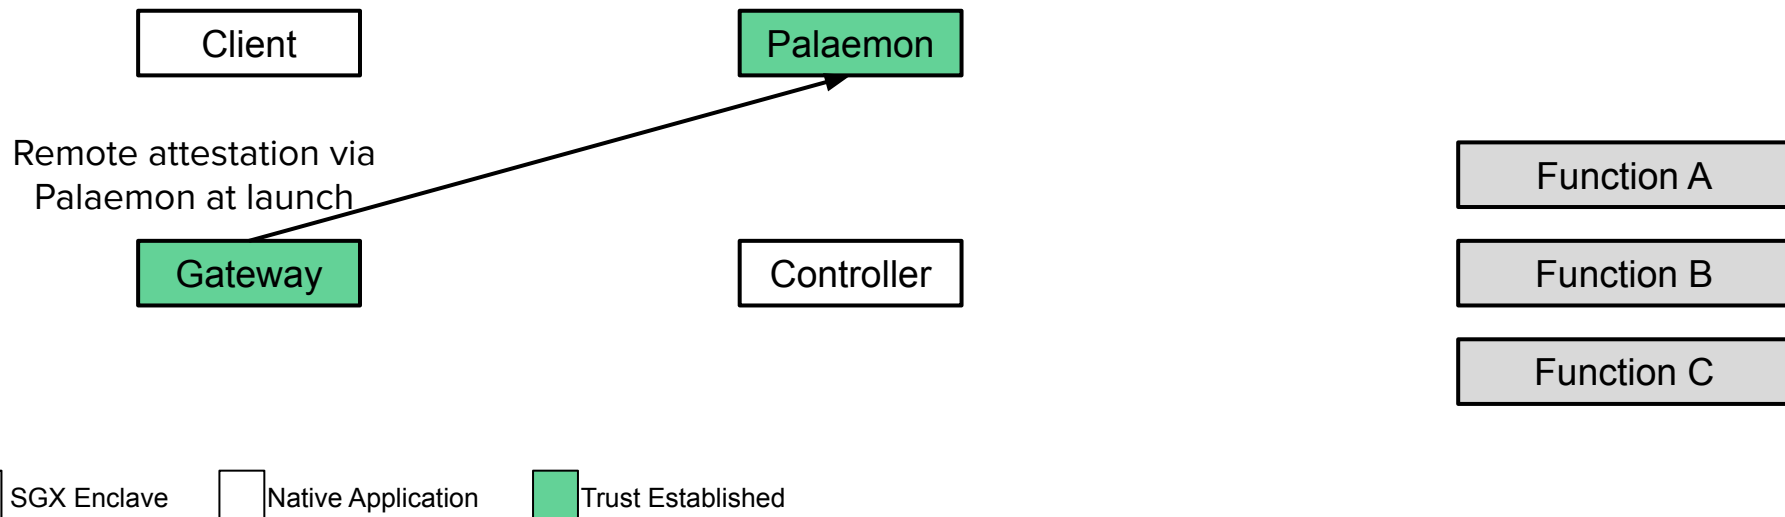 Client
Palaemon
Remote attestation via
Palaemon at launch
Function A
Gateway
Controller
Function B
Function C
SGX Enclave
Native Application
Trust Established